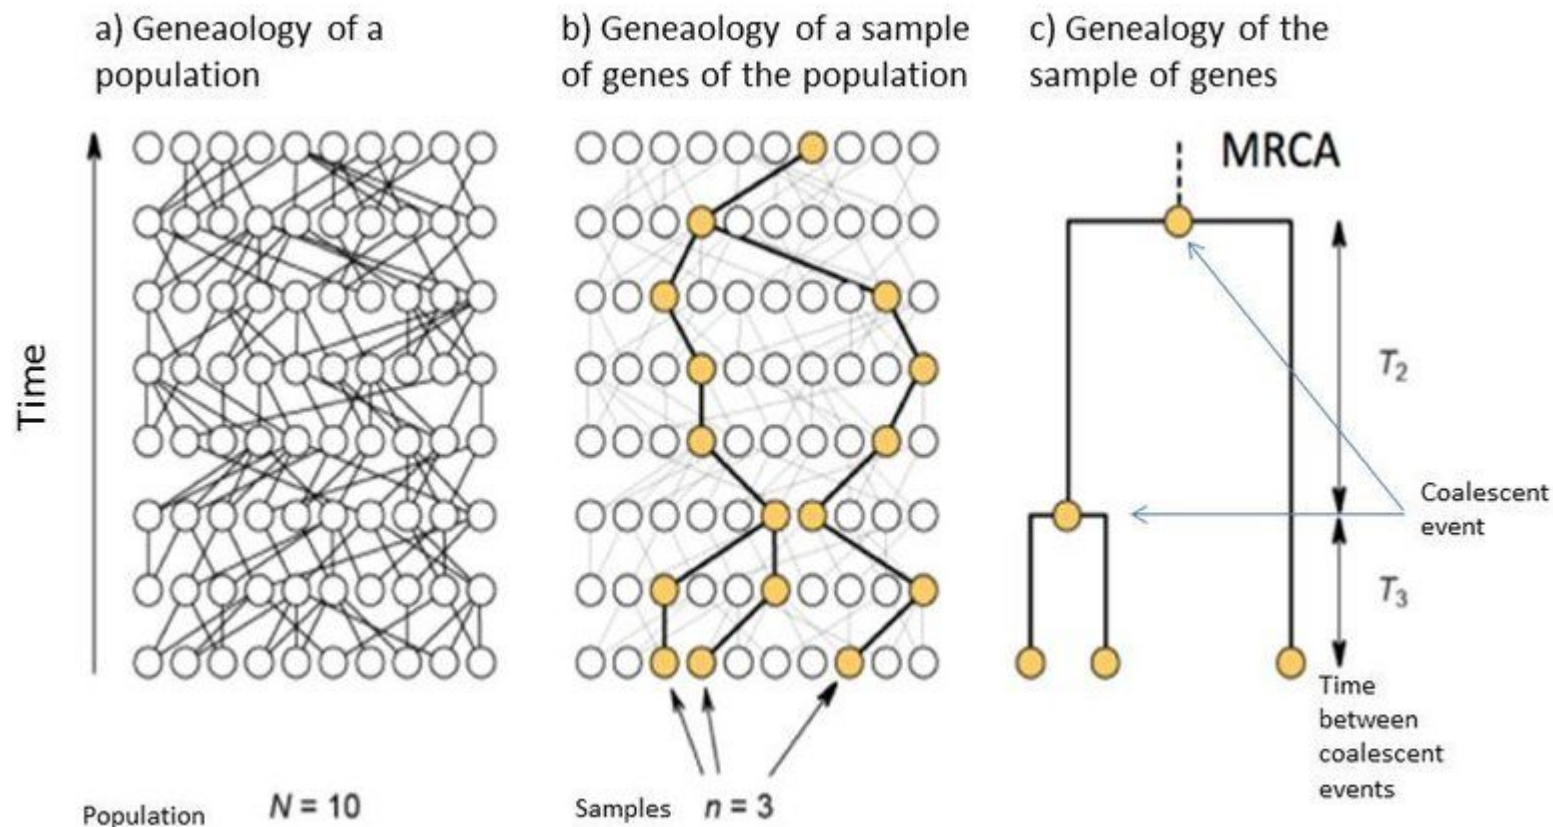 a) Geneaology of a
population
b) Geneaology of a sample
of genes of the population
c) Genealogy of the
sample of genes
MRCA
Time
T2
Coalescent
event
T3
Time
between
coalescent
events
Population N = 10
Samples n = 3